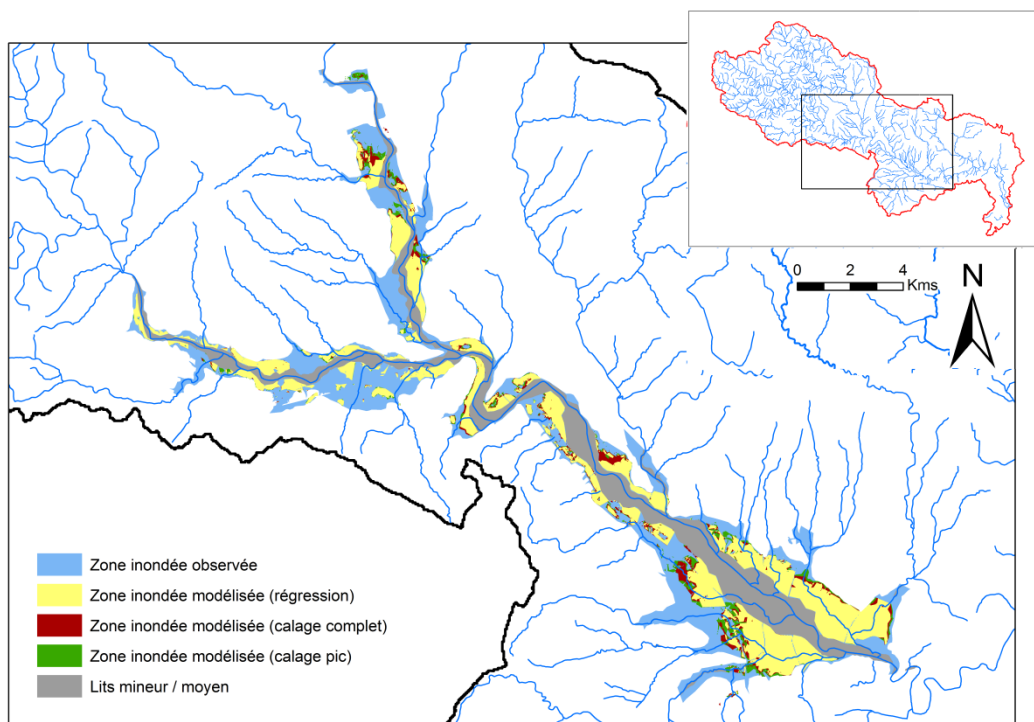 0 2 4
Kms
N
Zone inondée observée
Zone inondée modélisée (régression)
Zone inondée modélisée (calage complet)
Zone inondée modélisée (calage pic)
Lits mineur / moyen